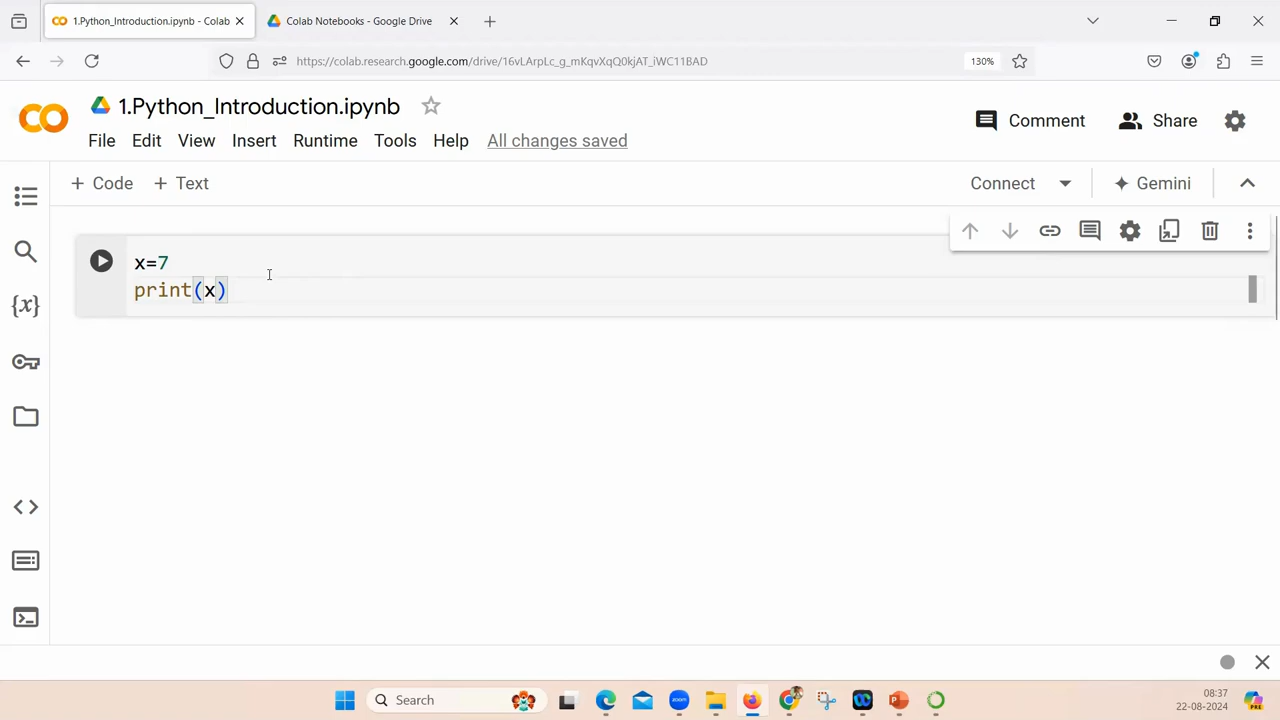 1.Python_Introduction.ipynb - Colab
Colab Notebooks - Google Drive
https://colab.research.google.com/drive/16vLArpLc_g_mKqvXqQ0kjAT_iWC11BAD
130%
1.Python_Introduction.ipynb
Comment
Share
File Edit View Insert Runtime Tools Help All changes saved
+ Code + Text
Connect
Gemini
x=7
print(x)
{x}
Search
PRE
08:37
22-08-2024